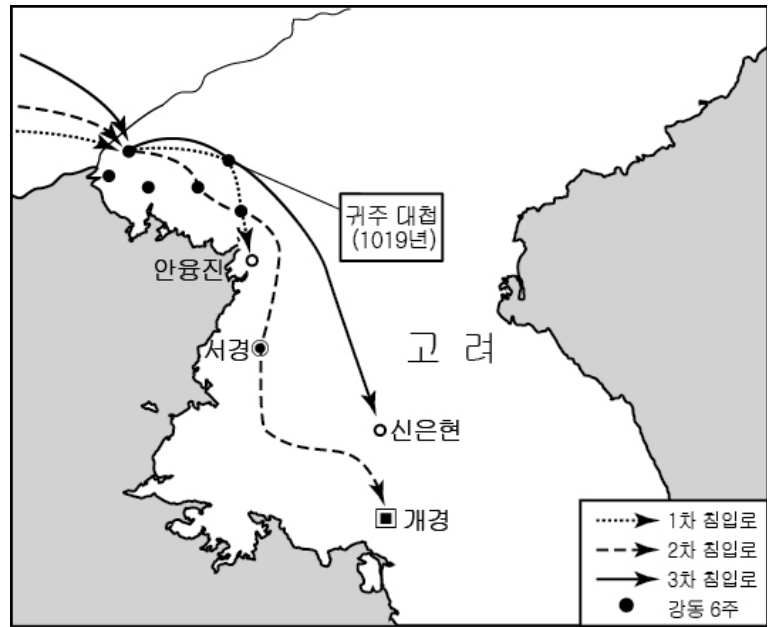 귀주 대첩
(1019년)
안융진
서경
고 려
신은현
개경
1차 침입로
2차 침입로
3차 침입로
강동 6주